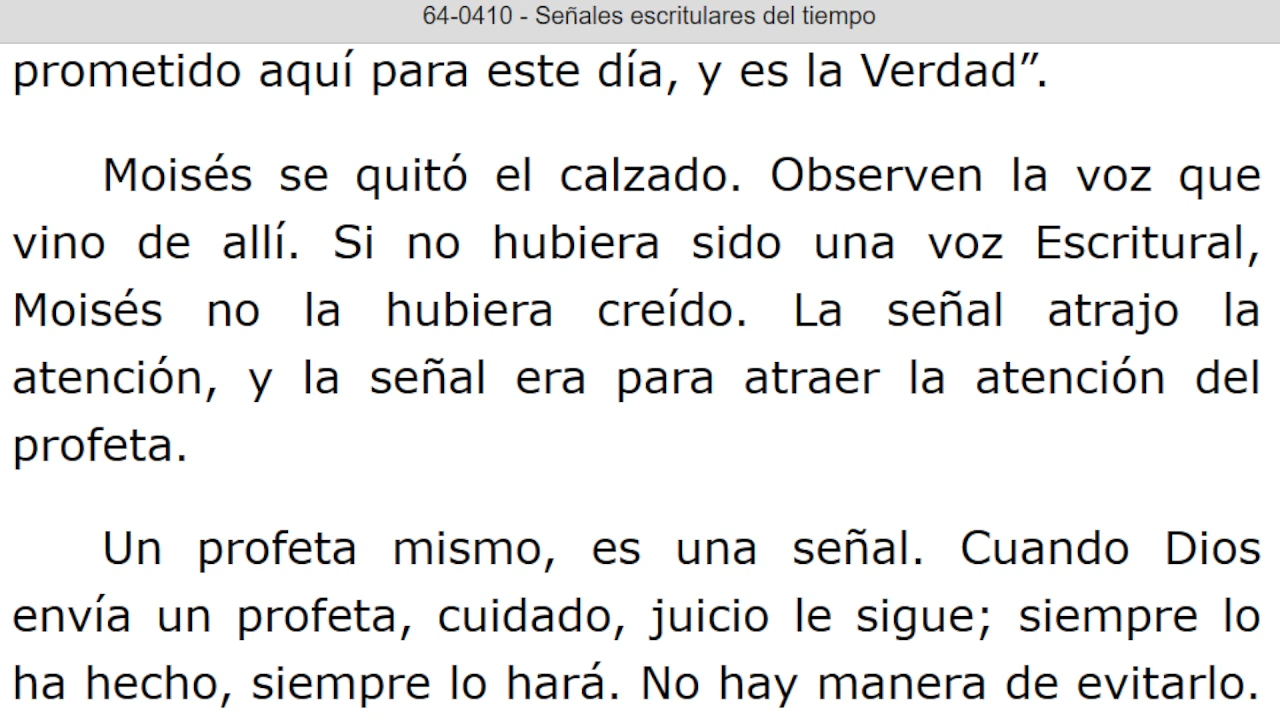 64-0410 - Señales escritulares del tiempo
prometido aquí para este día, y es la Verdad”.
Moisés se quitó el calzado. Observen la voz que
vino de allí. Si no hubiera sido una voz Escritural,
Moisés no la hubiera creído. La señal atrajo la
atención, y la señal era para atraer la atención del
profeta.
Un profeta mismo, es una señal. Cuando Dios
envía un profeta, cuidado, juicio le sigue; siempre lo
ha hecho, siempre lo hará. No hay manera de evitarlo.